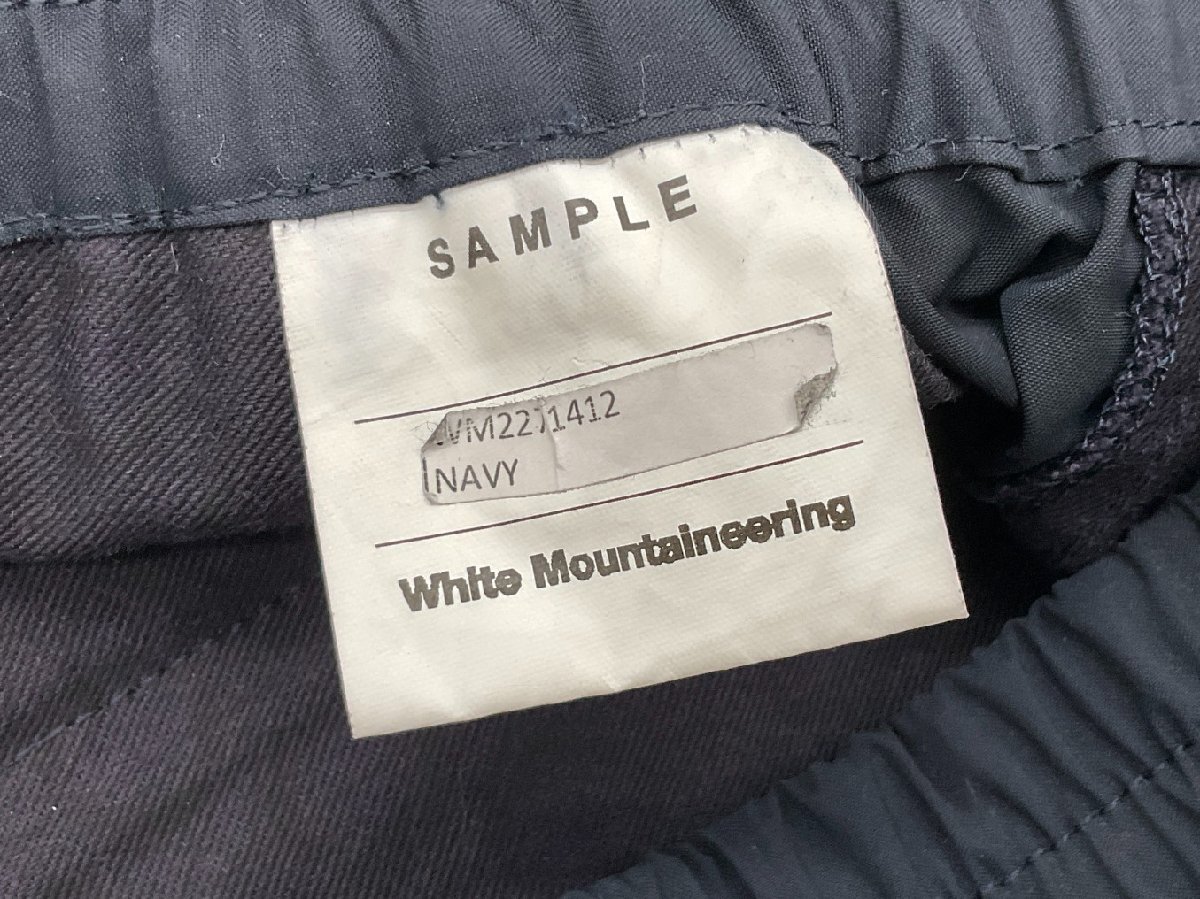 SAMPLE
WM2271412
NAVY
White Mountaineering